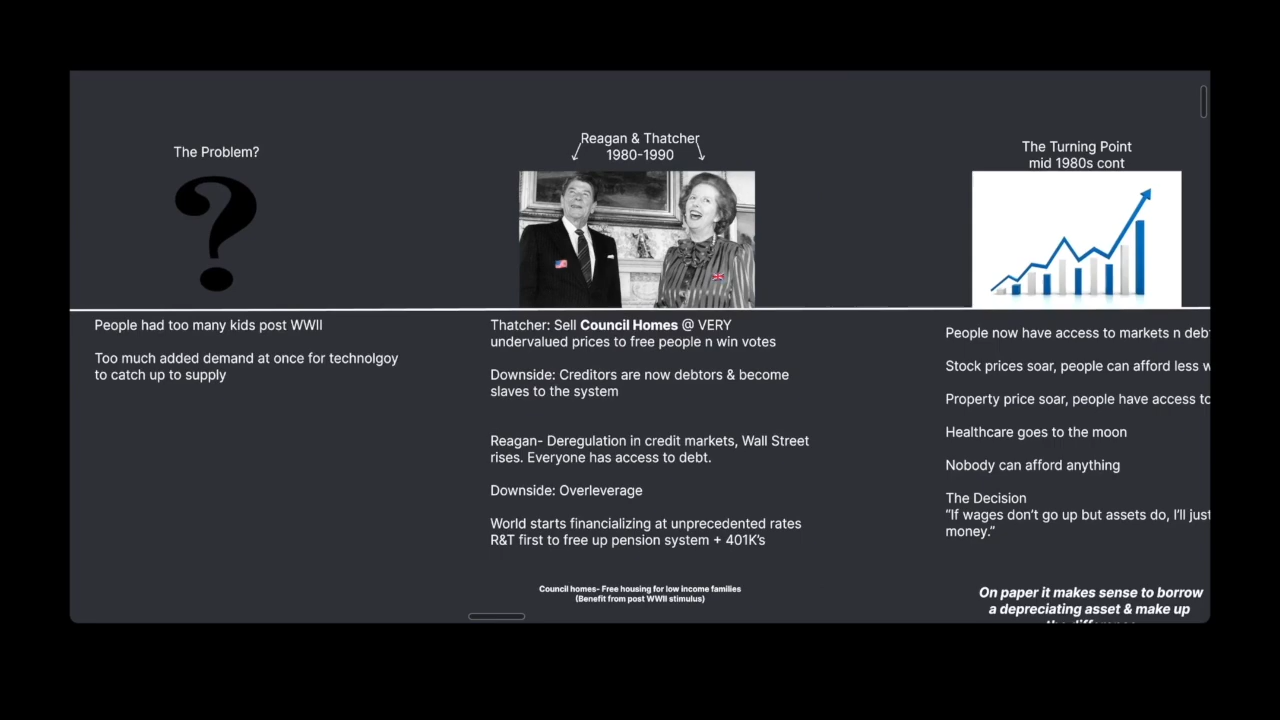 The Problem?
People had too many kids post WWII
Too much added demand at once for technolgoy
to catch up to supply
Reagan & Thatcher
1980-1990
Thatcher: Sell Council Homes @ VERY
undervalued prices to free people n win votes
Downside: Creditors are now debtors & become
slaves to the system
Reagan- Deregulation in credit markets, Wall Street
rises. Everyone has access to debt.
Downside: Overleverage
World starts financializing at unprecedented rates
R&T first to free up pension system + 401K's
Council homes- Free housing for low income families
(Benefit from post WWII stimulus)
The Turning Point
mid 1980s cont
People now have access to markets n deb
Stock prices soar, people can afford less w
Property price soar, people have access to
Healthcare goes to the moon
Nobody can afford anything
The Decision
“If wages don't go up but assets do, I'll just
money.”
On paper it makes sense to borrow
a depreciating asset & make up